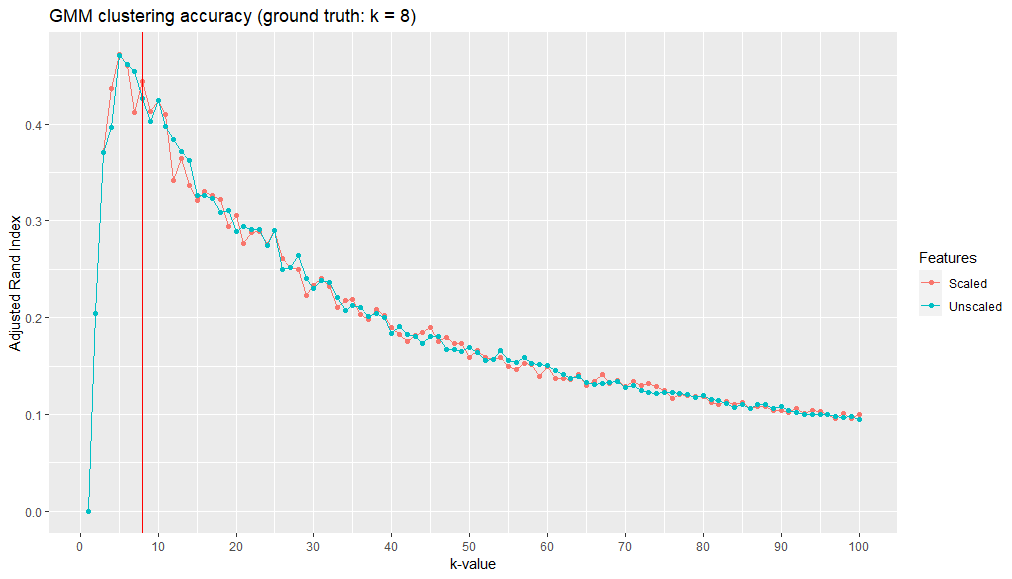 GMM clustering accuracy (ground truth: k = 8)
Adjusted Rand Index
0.4
0.3
0.2
0.1
0.0
0 10 20 30 40 50 60 70 80 90 100
k-value
Features
Scaled
Unscaled